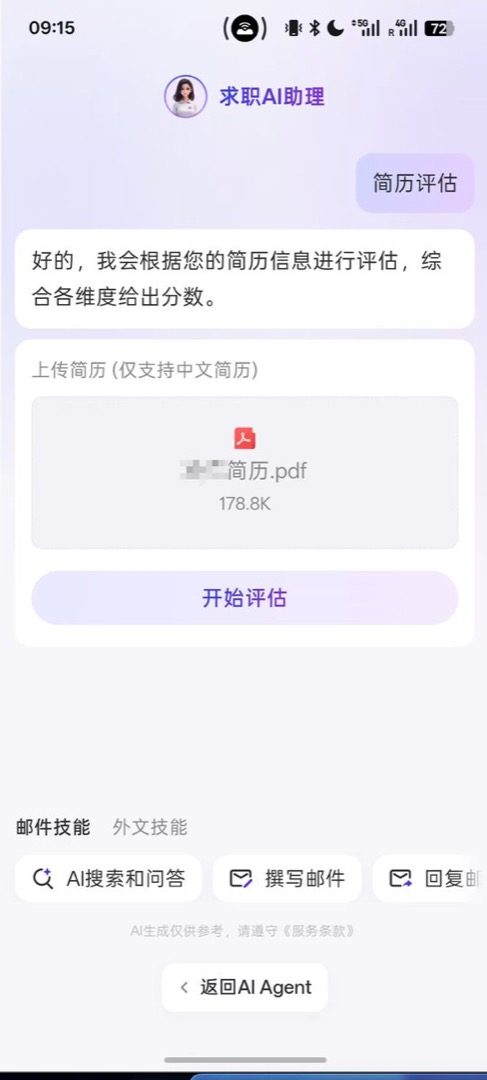 09:15
5G
R 4G
72
求职AI助理
简历评估
好的，我会根据您的简历信息进行评估，综
合各维度给出分数。
上传简历 (仅支持中文简历)
简历.pdf
178.8K
开始评估
邮件技能 外文技能
AI搜索和问答 撰写邮件 回复邮
AI生成仅供参考，请遵守《服务条款》
返回AI Agent